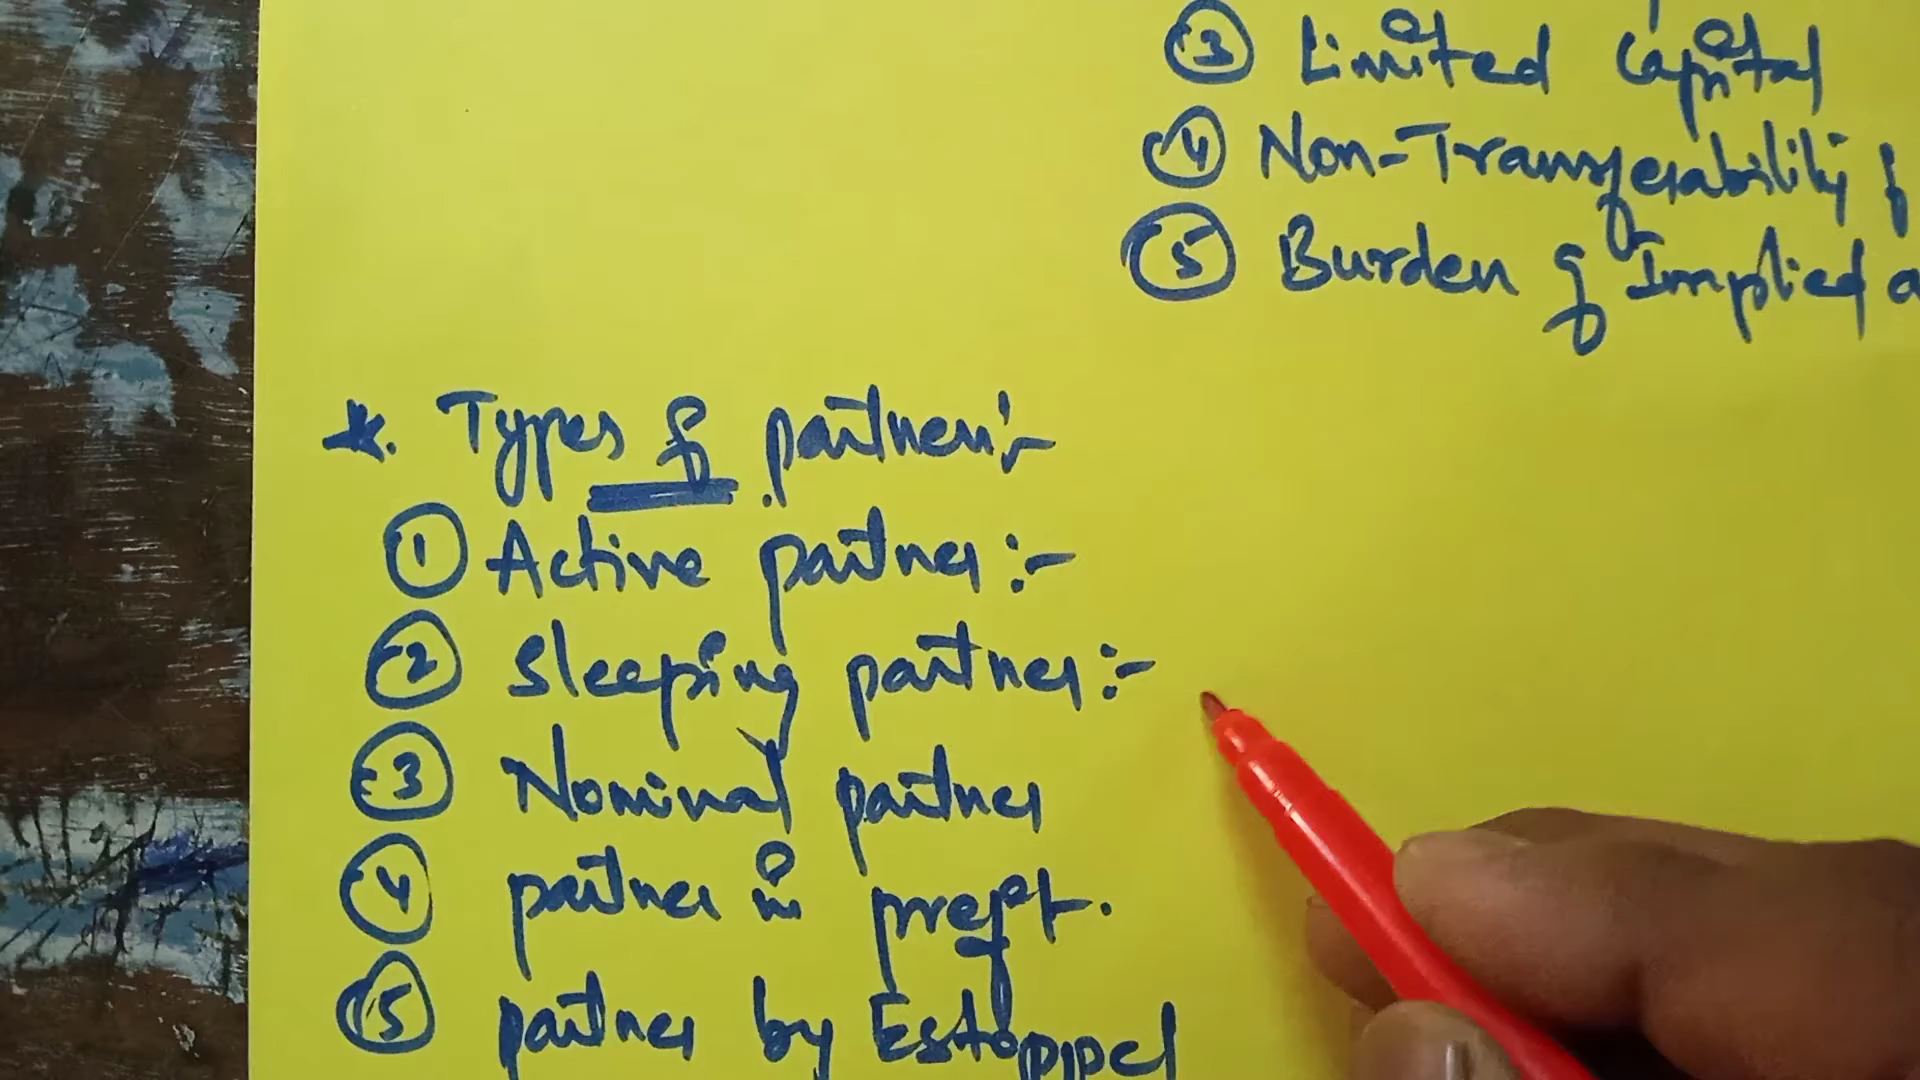 ③ Limited Capital
④ Non-Transferability of
⑤ Burden of Implied a
*. Types of partners:-
① Active partner:-
② Sleeping partner:-
③ Nominal partner
④ partner in profit.
⑤ partner by Estoppel